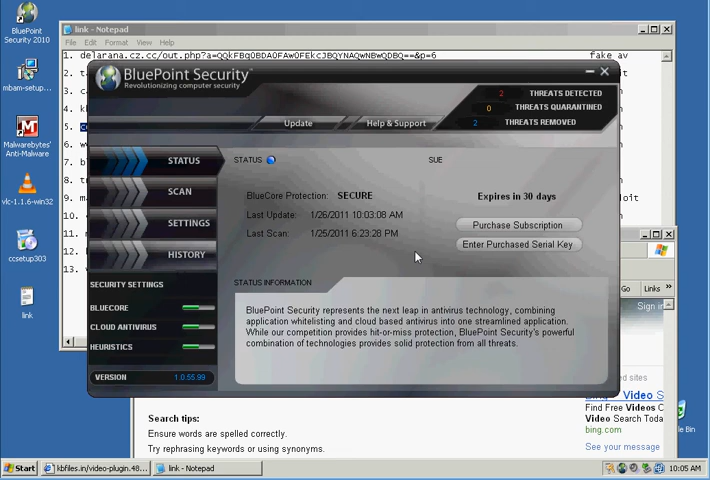 BluePoint
Security 2010
link - Notepad
File Edit Format View Help
1. delarana.cz.cc/out.php?a=QQkFBgQBDAQFAwQFEkcJBQYNAQwNBwQDBQ==&p=6 fake av
mbam-setup...
Malwarebytes'
Anti-Malware
vlc-1.1.6-win32
ccsetup303
link
BluePoint Security™
Revolutionizing computer security
2 THREATS DETECTED
0 THREATS QUARANTINED
2 THREATS REMOVED
Update Help & Support
STATUS
SCAN
SETTINGS
HISTORY
STATUS SUE
BlueCore Protection: SECURE
Last Update: 1/26/2011 10:03:08 AM
Last Scan: 1/25/2011 6:23:28 PM
Expires in 30 days
Purchase Subscription
Enter Purchased Serial Key
SECURITY SETTINGS
BLUECORE
CLOUD ANTIVIRUS
HEURISTICS
VERSION 1.0.55.99
STATUS INFORMATION
BluePoint Security represents the next leap in antivirus technology, combining
application whitelisting and cloud based antivirus into one streamlined application.
While our competition provides hit-or-miss protection, BluePoint Security's powerful
combination of technologies provides solid protection from all threats.
Go Links »
Sign in
ed sites
Bing - Video S
Find Free Videos O
Video Search Today
bing.com
See your message
le Bin
Search tips:
Ensure words are spelled correctly.
Try rephrasing keywords or using synonyms.
Start kbfiles.in/video-plugin.48... link - Notepad 10:05 AM